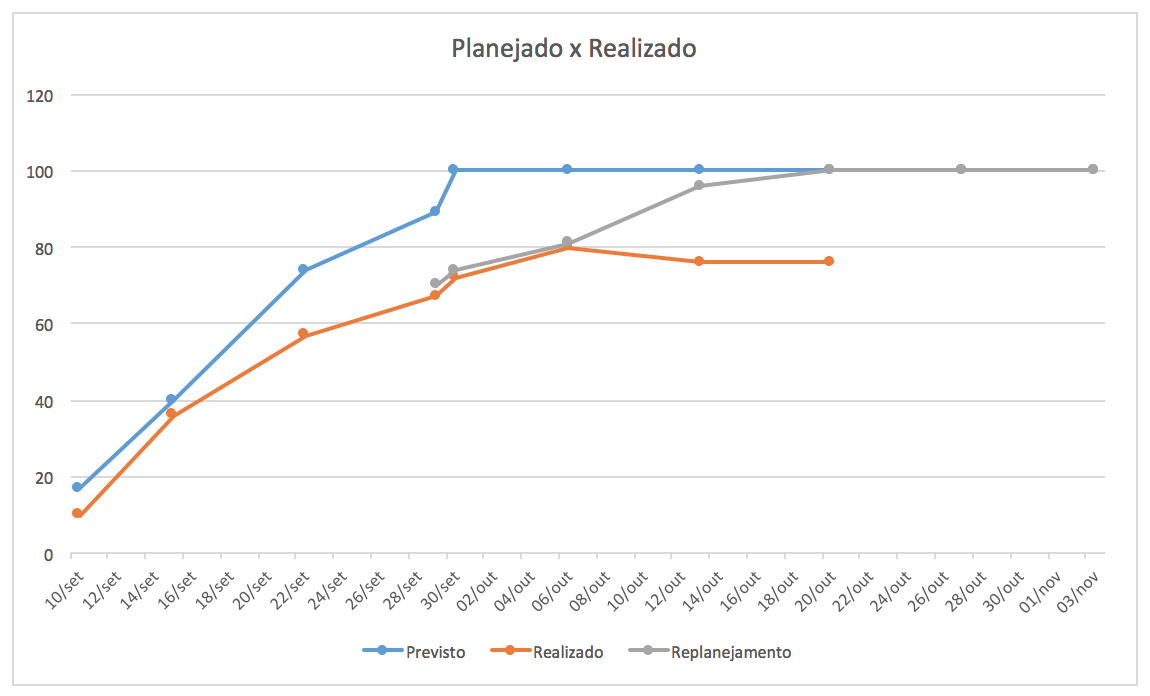 Planejado x Realizado
120
100
80
60
40
20
0
10/set 12/set 14/set 16/set 18/set 20/set 22/set 24/set 26/set 28/set 30/set 02/out 04/out 06/out 08/out 10/out 12/out 14/out 16/out 18/out 20/out 22/out 24/out 26/out 28/out 30/out 01/nov 03/nov
Previsto Realizado Replanejamento